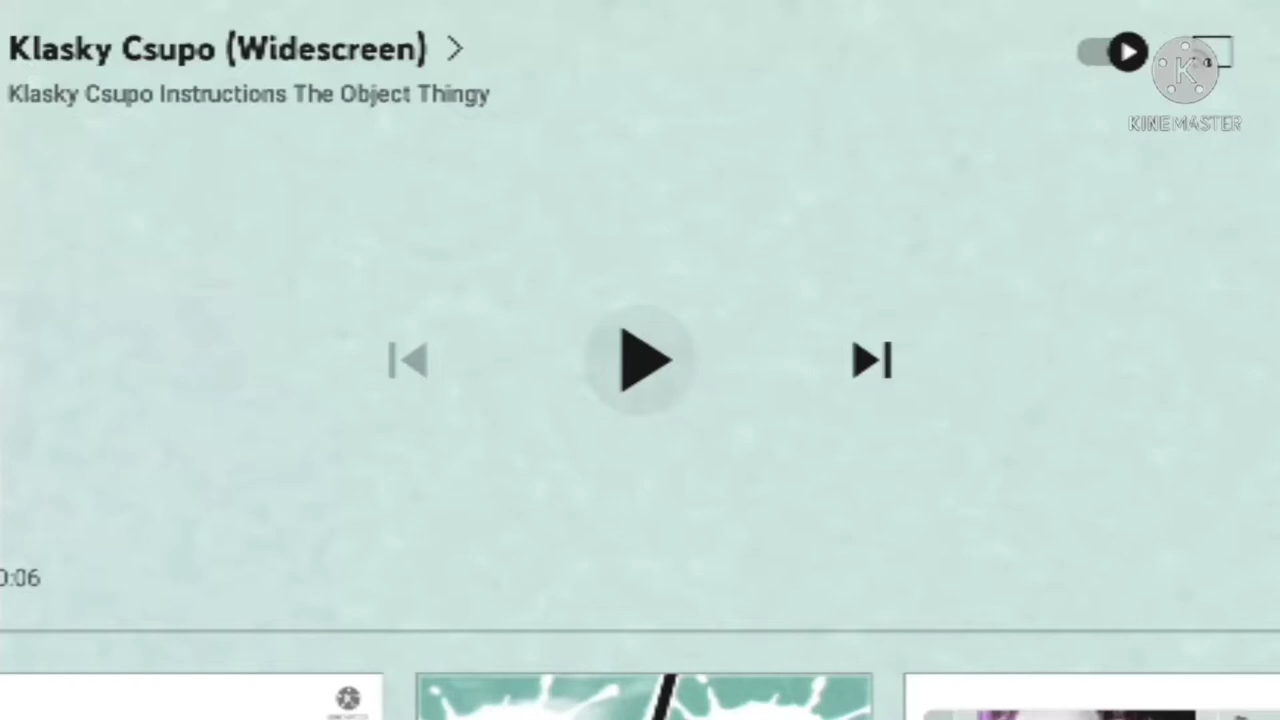 Klasky Csupo (Widescreen)
Klasky Csupo Instructions The Object Thingy
K
KINEMASTER
0:06